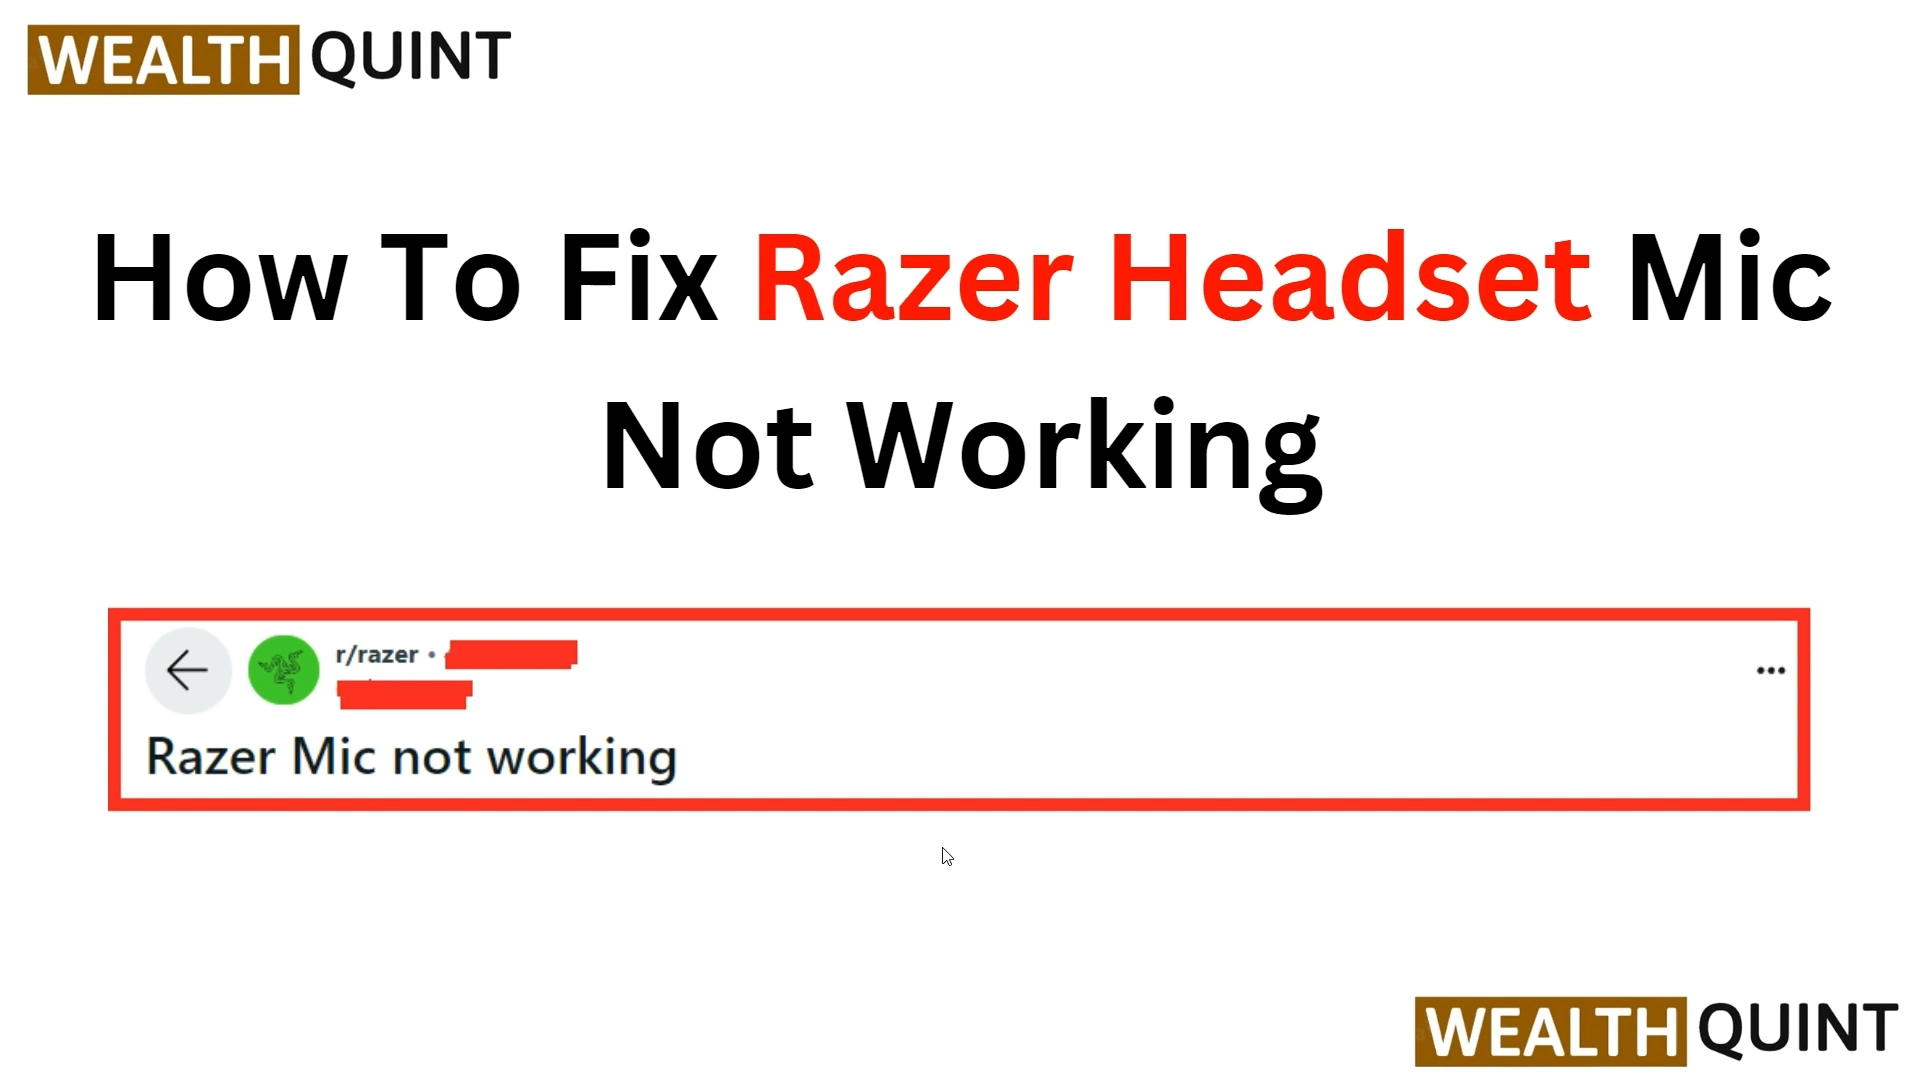 WEALTH QUINT
How To Fix Razer Headset Mic
Not Working
r/razer •
Razer Mic not working
WEALTH QUINT